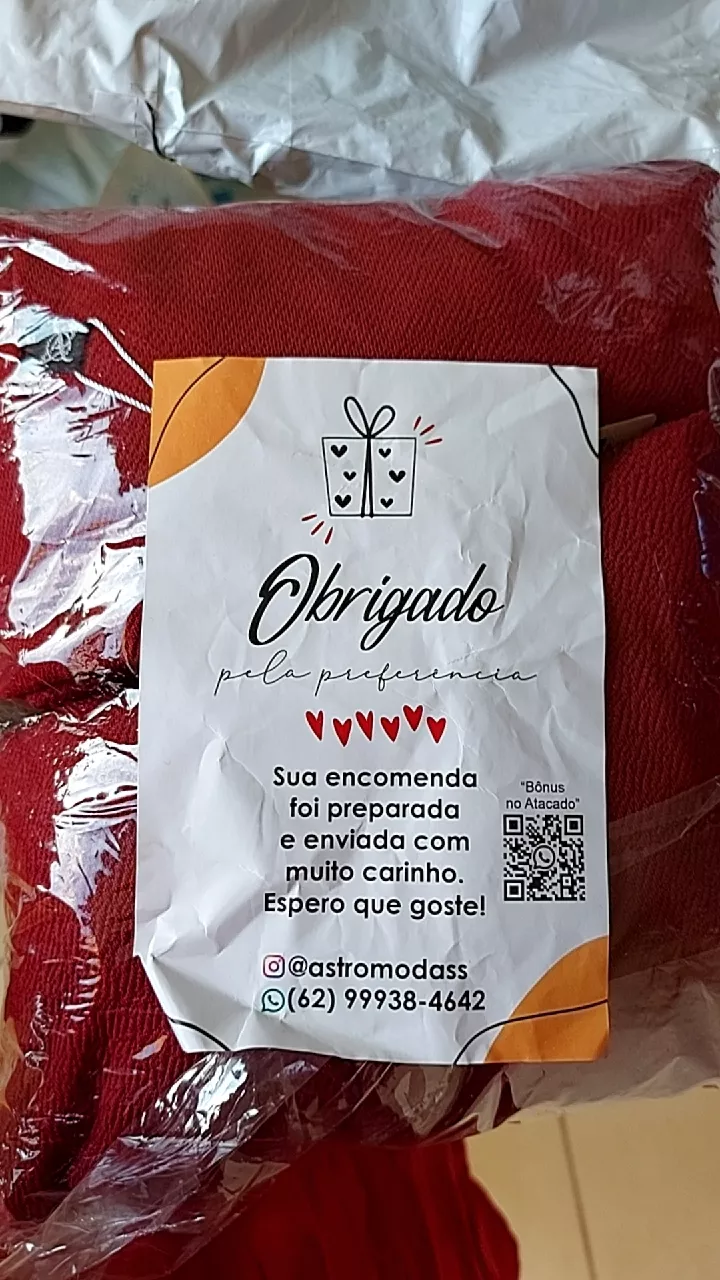 Obrigado
pela preferência
Sua encomenda
foi preparada
e enviada com
muito carinho.
Espero que goste!
"Bônus
no Atacado"
@astromodass
(62) 99938-4642